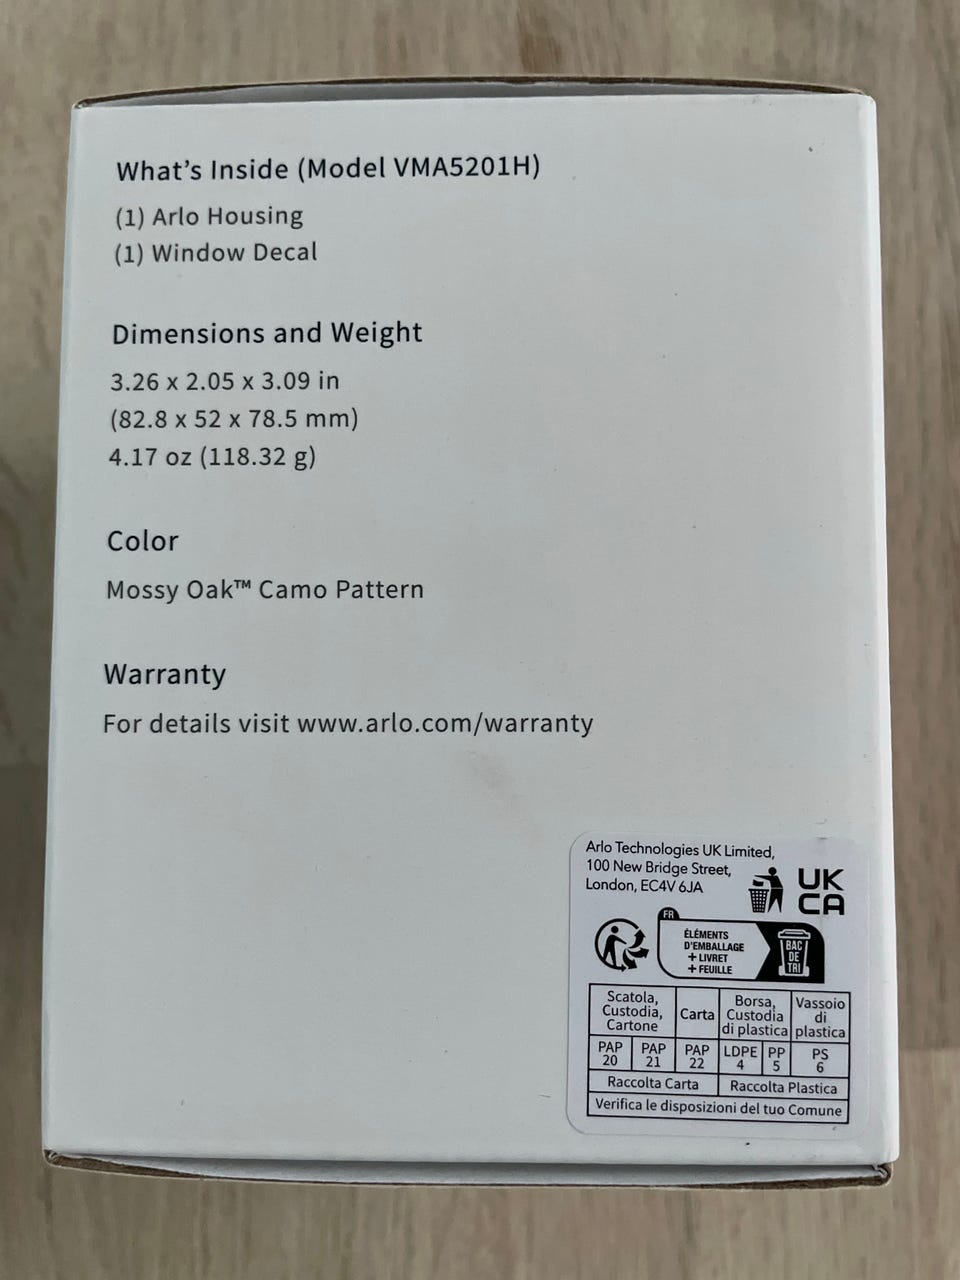 What's Inside (Model VMA5201H)
(1) Arlo Housing
(1) Window Decal
Dimensions and Weight
3.26 x 2.05 x 3.09 in
(82.8 x 52 x 78.5 mm)
4.17 oz (118.32 g)
Color
Mossy Oak™ Camo Pattern
Warranty
For details visit www.arlo.com/warranty
Arlo Technologies UK Limited,
100 New Bridge Street,
London, EC4V 6JA
UK
CA
FR
ÉLÉMENTS
D'EMBALLAGE
+ LIVRET
+ FEUILLE
BAC
DE
TRI
Scatola,
Custodia,
Cartone
Carta
Borsa,
Custodia
di plastica
Vassoio
di
plastica
PAP
20
PAP
21
PAP
22
LDPE
4
PP
5
PS
6
Raccolta Carta
Raccolta Plastica
Verifica le disposizioni del tuo Comune